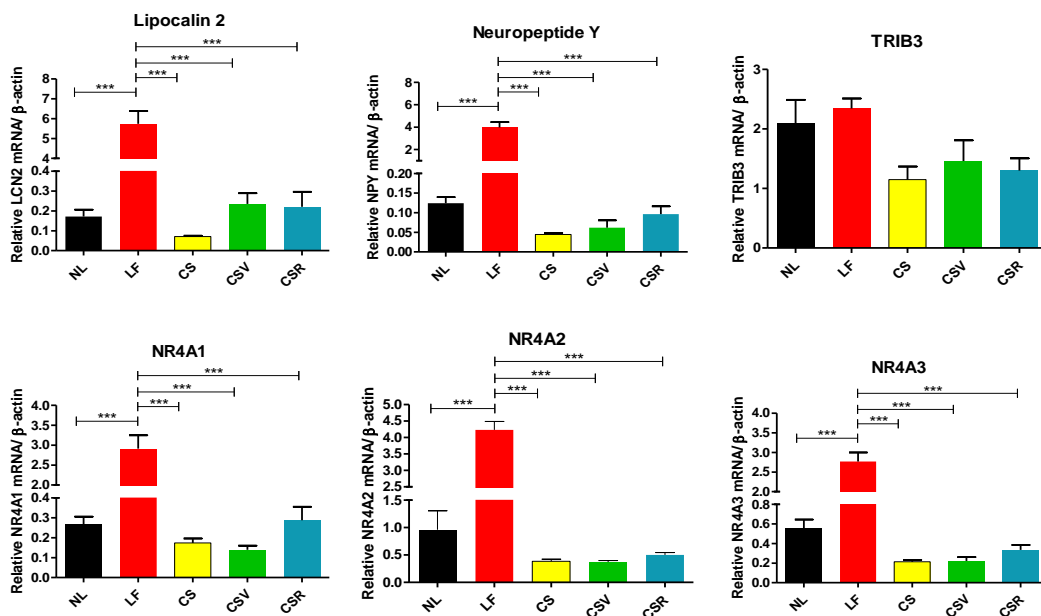 Lipocalin 2
***
***
***
***
Relative LCN2 mRNA/ β-actin
8
7
6
5
4
0.4
0.3
0.2
0.1
0.0
NL
LF
CS
CSV
CSR
Neuropeptide Y
***
***
***
***
Relative NPY mRNA/ β-actin
8
6
4
2
0.20
0.15
0.10
0.05
0.00
NL
LF
CS
CSV
CSR
TRIB3
Relative TRIB3 mRNA/ β-actin
3
2
1
0
NL
LF
CS
CSV
CSR
NR4A1
***
***
***
***
Relative NR4A1 mRNA/ β-actin
4.0
3.5
3.0
2.5
2.0
0.4
0.3
0.2
0.1
0.0
NL
LF
CS
CSV
CSR
NR4A2
***
***
***
***
Relative NR4A2 mRNA/ β-actin
5.0
4.5
4.0
3.5
3.0
2.5
2.0
1.5
1.0
0.5
0.0
NL
LF
CS
CSV
CSR
NR4A3
***
***
***
***
Relative NR4A3 mRNA/ β-actin
4.0
3.5
3.0
2.5
2.0
0.8
0.6
0.4
0.2
0.0
NL
LF
CS
CSV
CSR